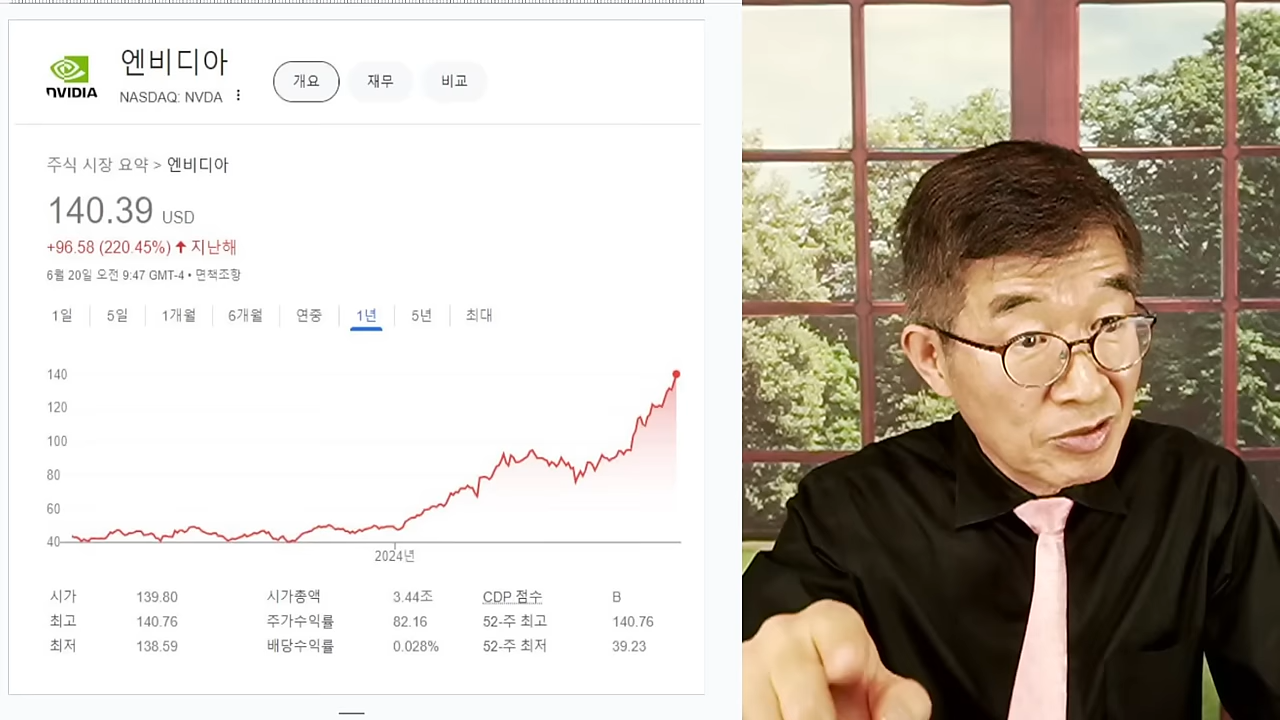 엔비디아
NVIDIA
NASDAQ: NVDA
개요
재무
비교
주식 시장 요약 > 엔비디아
140.39 USD
+96.58 (220.45%) 지난해
6월 20일 오전 9:47 GMT-4 • 면책조항
1일 5일 1개월 6개월 연중 1년 5년 최대
140
120
100
80
60
40
2024년
시가 139.80 시가총액 3.44조 CDP 점수 B
최고 140.76 주가수익률 82.16 52-주 최고 140.76
최저 138.59 배당수익률 0.028% 52-주 최저 39.23